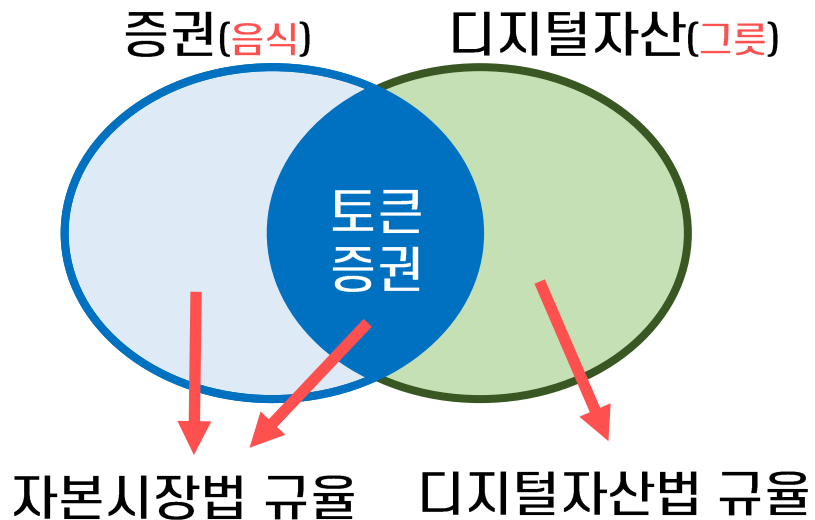 증권(음식)
디지털자산(그릇)
토큰
증권
자본시장법 규율
디지털자산법 규율